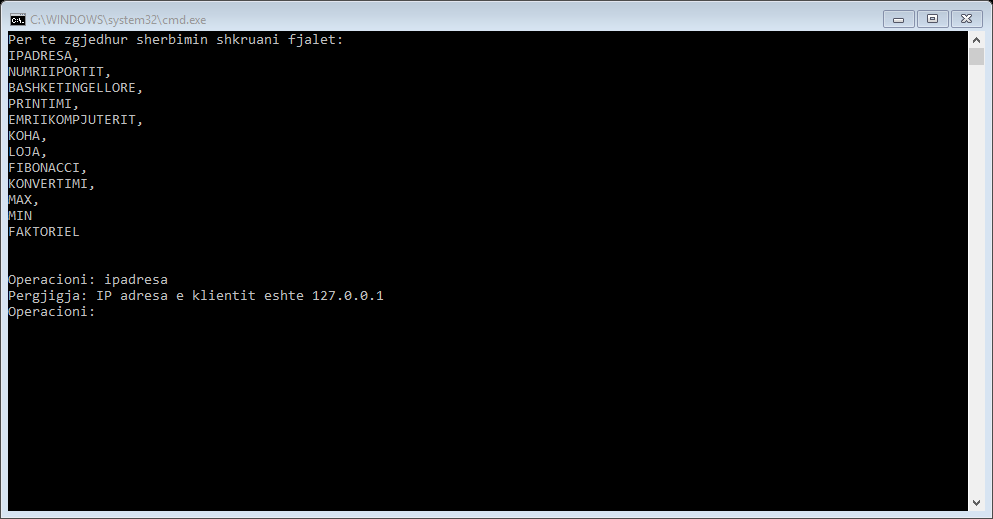 C:\WINDOWS\system32\cmd.exe
Per te zgjedhur sherbimin shkruani fjalet:
IPADRESA,
NUMRIIPORTIT,
BASHKETINGELLORE,
PRINTIMI,
EMRIIKOMPJUTERIT,
KOHA,
LOJA,
FIBONACCI,
KONVERTIMI,
MAX,
MIN
FAKTORIEL
Operacioni: ipadresa
Pergjigja: IP adresa e klientit eshte 127.0.0.1
Operacioni: